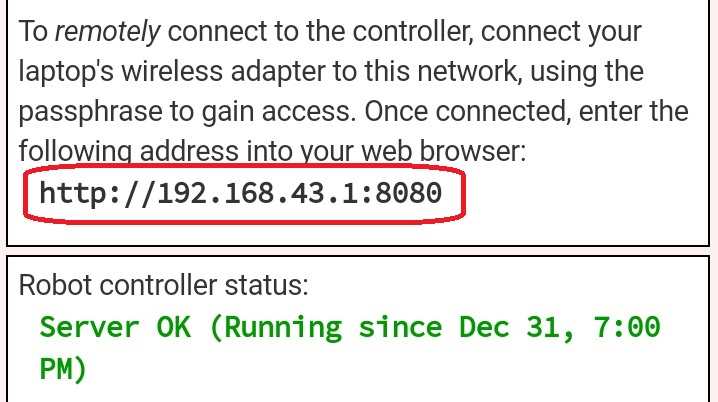 To remotely connect to the controller, connect your
laptop's wireless adapter to this network, using the
passphrase to gain access. Once connected, enter the
following address into your web browser:
http://192.168.43.1:8080
Robot controller status:
Server OK (Running since Dec 31, 7:00
PM)